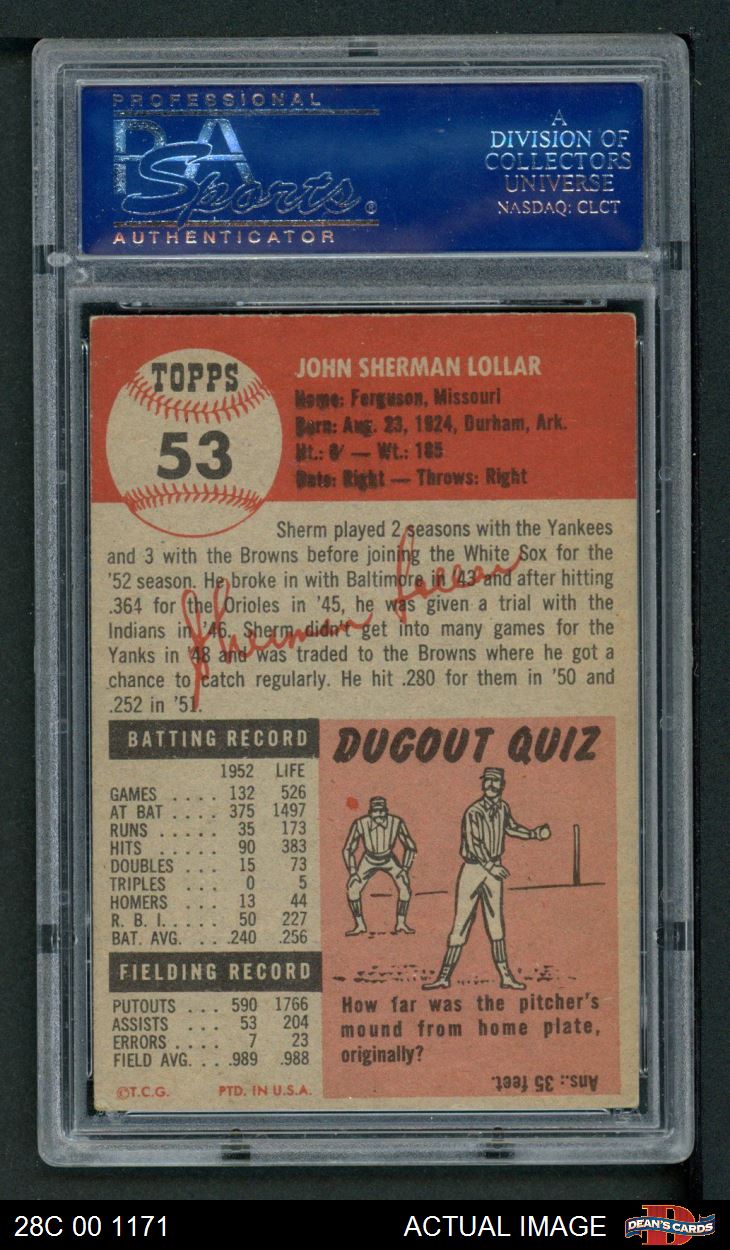 PROFESSIONAL
PSA
Sports®
AUTHENTICATOR
A
DIVISION OF
COLLECTORS
UNIVERSE
NASDAQ: CLCT
TOPPS
53
JOHN SHERMAN LOLLAR
Home: Ferguson, Missouri
Born: Aug. 23, 1924, Durham, Ark.
Ht.: 6' — Wt.: 185
Bats: Right — Throws: Right
Sherm played 2 seasons with the Yankees
and 3 with the Browns before joining the White Sox for the
'52 season. He broke in with Baltimore in '43 and after hitting
.364 for the Orioles in '45, he was given a trial with the
Indians in '46. Sherm didn't get into many games for the
Yanks in '48 and was traded to the Browns where he got a
chance to catch regularly. He hit .280 for them in '50 and
.252 in '51.
Sherman Lollar
BATTING RECORD
1952 LIFE
GAMES .... 132 526
AT BAT .... 375 1497
RUNS ..... 35 173
HITS ..... 90 383
DOUBLES ... 15 73
TRIPLES ... 0 5
HOMERS ... 13 44
R. B. I. .... 50 227
BAT. AVG. ...240 .256
FIELDING RECORD
PUTOUTS ... 590 1766
ASSISTS ... 53 204
ERRORS .... 7 23
FIELD AVG. ...989 .988
©T.C.G. PTD. IN U.S.A.
DUGOUT QUIZ
How far was the pitcher's
mound from home plate,
originally?
Ans.: 35 feet.
28C 00 1171
ACTUAL IMAGE
D
DEAN'S CARDS